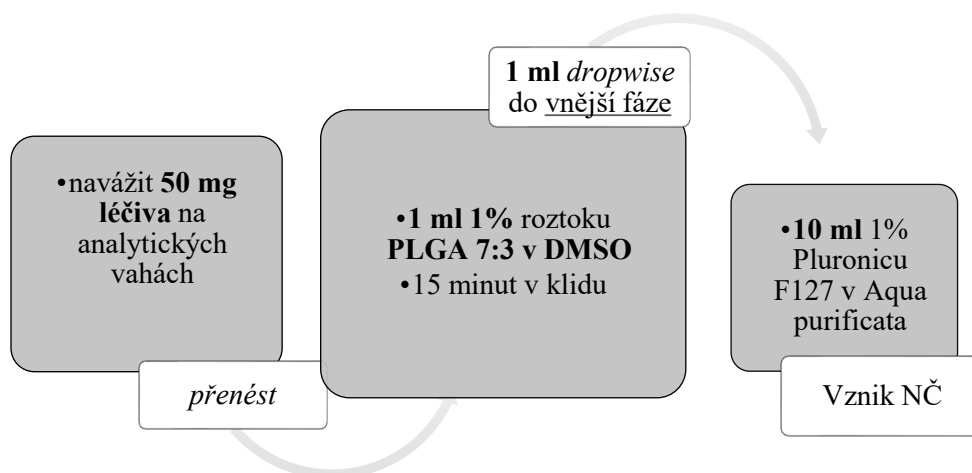 •navážit 50 mg
léčiva na
analytických
vahách
přenést
•1 ml 1% roztoku
PLGA 7:3 v DMSO
•15 minut v klidu
1 ml dropwise
do vnější fáze
•10 ml 1%
Pluronicu
F127 v Aqua
purificata
Vznik NČ